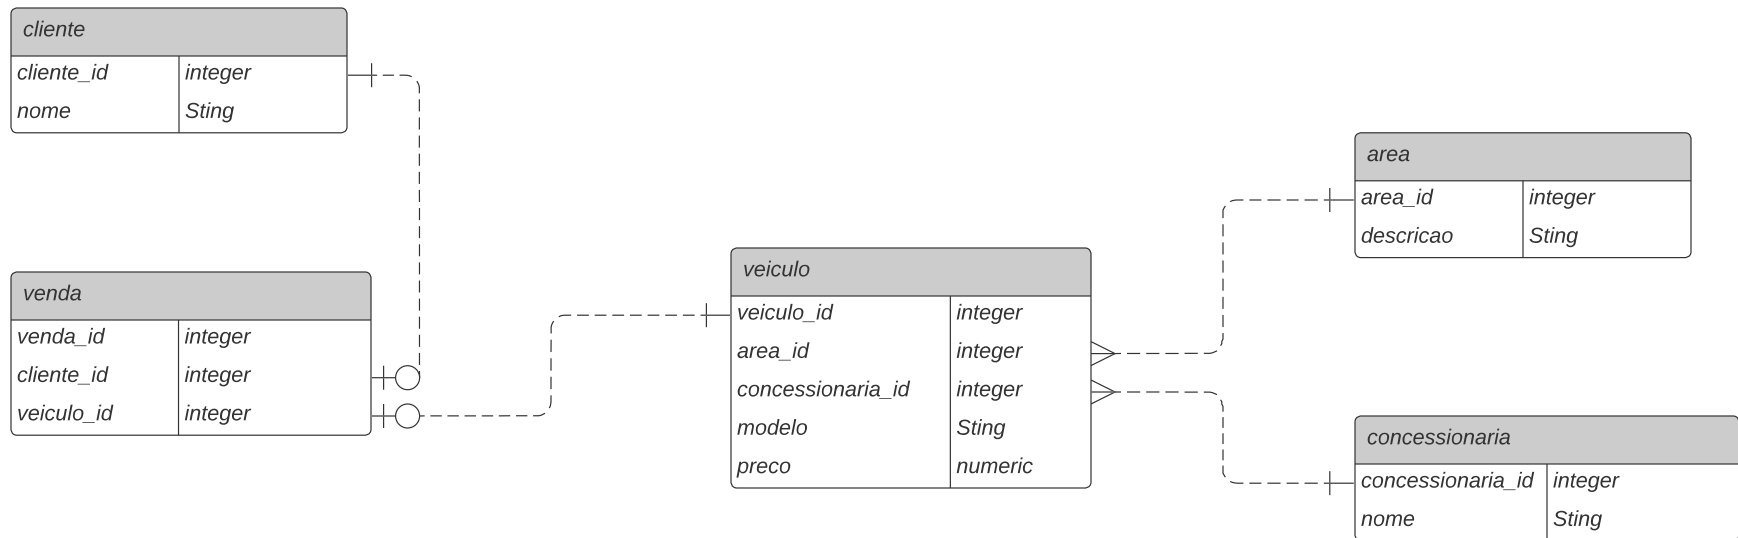 cliente
cliente_id integer
nome Sting
venda
venda_id integer
cliente_id integer
veiculo_id integer
veiculo
veiculo_id integer
area_id integer
concessionaria_id integer
modelo Sting
preco numeric
area
area_id integer
descricao Sting
concessionaria
concessionaria_id integer
nome Sting